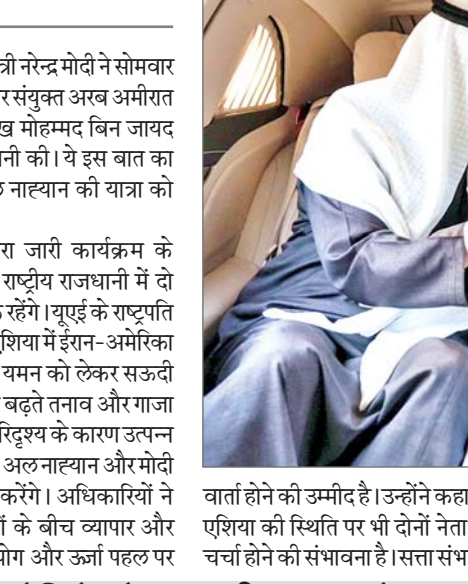 नरेन्द्र मोदी ने सोमवार
संयुक्त अरब अमीरात
मोहम्मद बिन जायद
की। ये इस बात का
नाह्यान की यात्रा को
जारी कार्यक्रम के
राष्ट्रीय राजधानी में दो
रहेंगे। यूएई के राष्ट्रपति
में ईरान-अमेरिका
यमन को लेकर सऊदी
बढ़ते तनाव और गाजा
के कारण उत्पन्न
अल नाह्यान और मोदी
करेंगे। अधिकारियों ने
के बीच व्यापार और
और ऊर्जा पहल पर
वार्ता होने की उम्मीद है। उन्होंने कहा
एशिया की स्थिति पर भी दोनों नेता
चर्चा होने की संभावना है। सत्ता